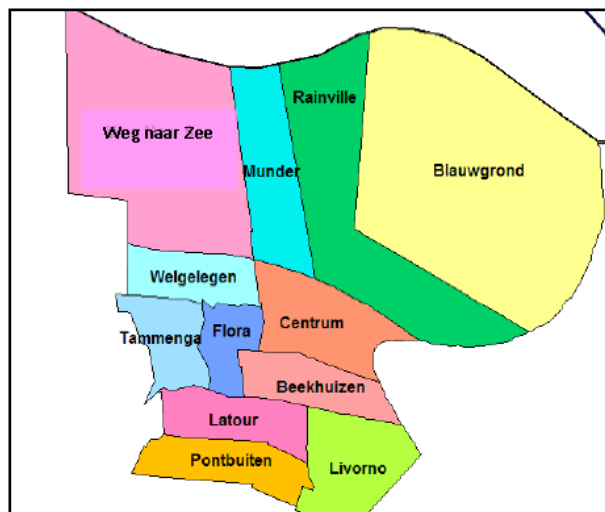 Rainville
Weg naar Zee
Munder
Blauwgrond
Welgelegen
Centrum
Flora
Tammenga
Beekhuizen
Latour
Pontbuiten
Livorno